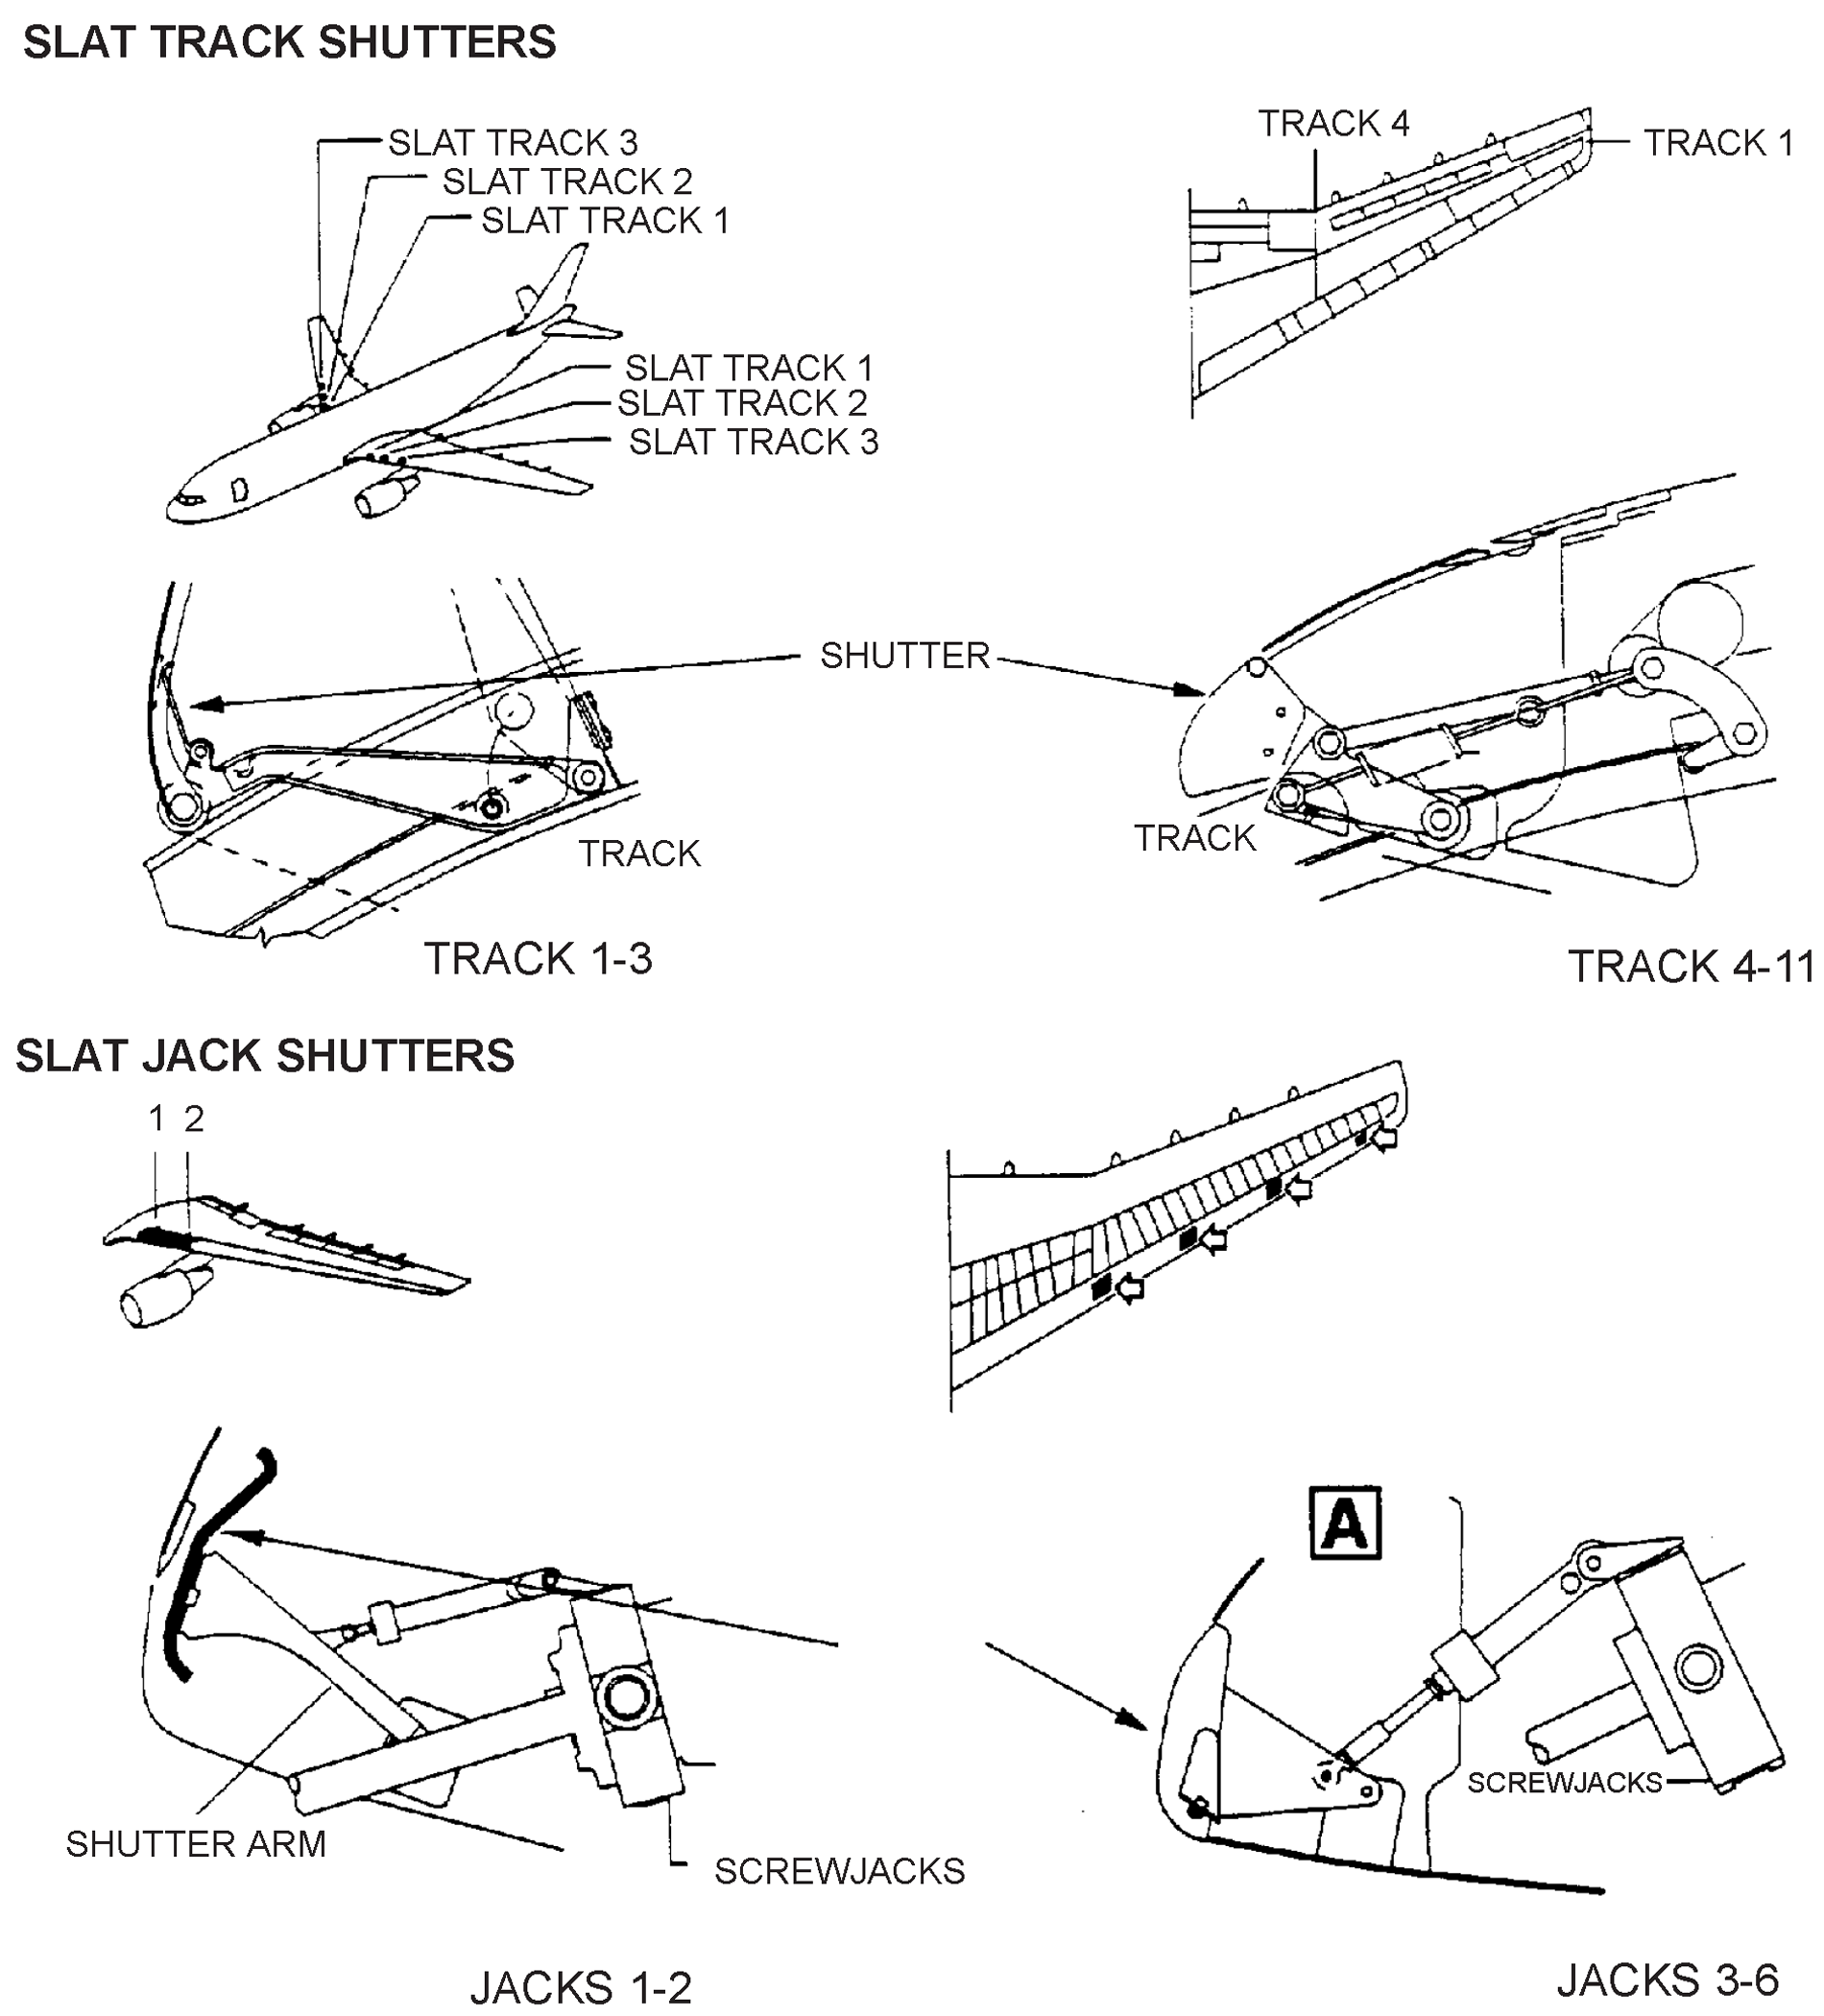 SLAT TRACK SHUTTERS
SLAT TRACK 3
SLAT TRACK 2
SLAT TRACK 1
SLAT TRACK 1
SLAT TRACK 2
SLAT TRACK 3
TRACK 4
TRACK 1
SHUTTER
TRACK
TRACK 1-3
TRACK
TRACK 4-11
SLAT JACK SHUTTERS
1 2
SHUTTER ARM
SCREWJACKS
JACKS 1-2
A
SCREWJACKS
JACKS 3-6